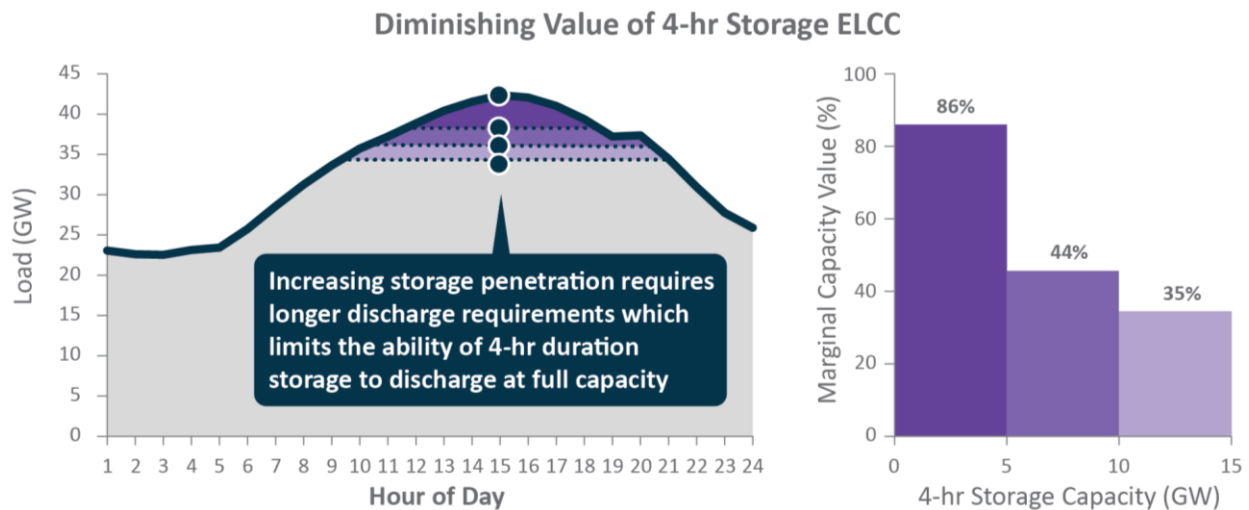 Diminishing Value of 4-hr Storage ELCC
Load (GW)
45
40
35
30
25
20
15
10
5
0
Increasing storage penetration requires
longer discharge requirements which
limits the ability of 4-hr duration
storage to discharge at full capacity
1 2 3 4 5 6 7 8 9 10 11 12 13 14 15 16 17 18 19 20 21 22 23 24
Hour of Day
Marginal Capacity Value (%)
100
80
60
40
20
0
86%
44%
35%
0 5 10 15
4-hr Storage Capacity (GW)